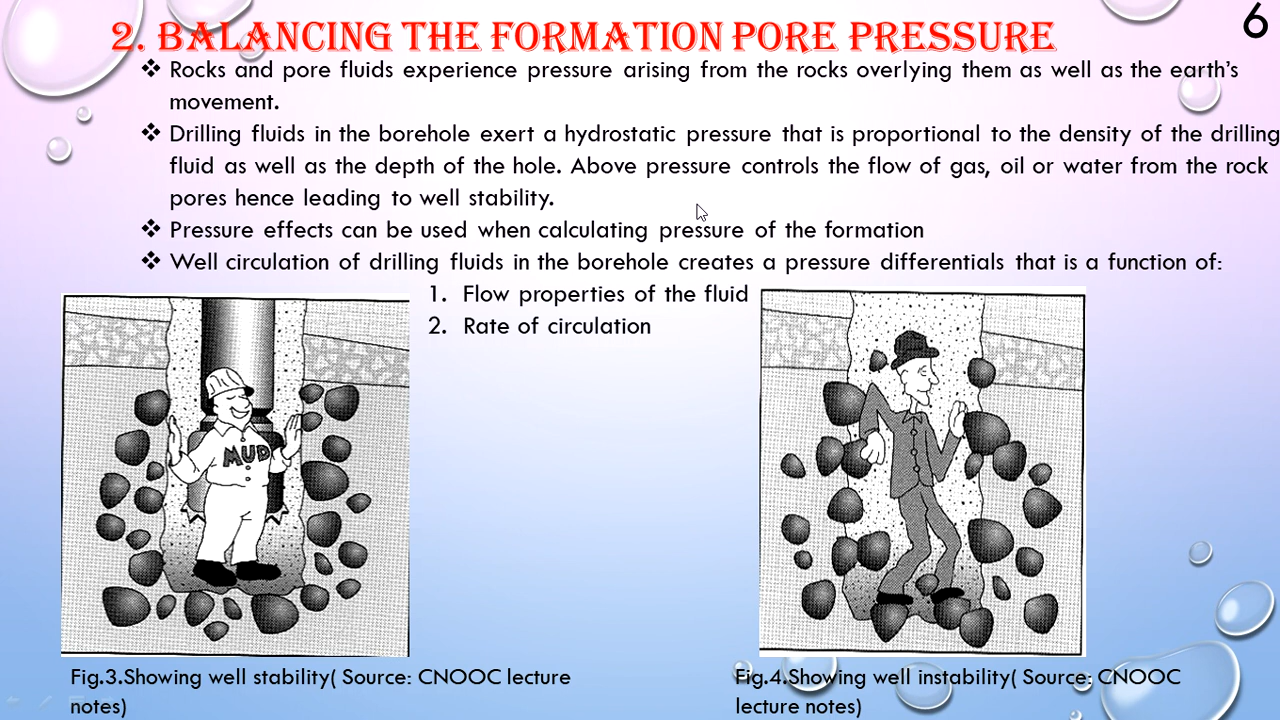 2. BALANCING THE FORMATION PORE PRESSURE
6
❖ Rocks and pore fluids experience pressure arising from the rocks overlying them as well as the earth's
movement.
❖ Drilling fluids in the borehole exert a hydrostatic pressure that is proportional to the density of the drilling
fluid as well as the depth of the hole. Above pressure controls the flow of gas, oil or water from the rock
pores hence leading to well stability.
❖ Pressure effects can be used when calculating pressure of the formation
❖ Well circulation of drilling fluids in the borehole creates a pressure differentials that is a function of:
1. Flow properties of the fluid
2. Rate of circulation
MUD
Fig.3.Showing well stability( Source: CNOOC lecture
notes)
Fig.4.Showing well instability( Source: CNOOC
lecture notes)